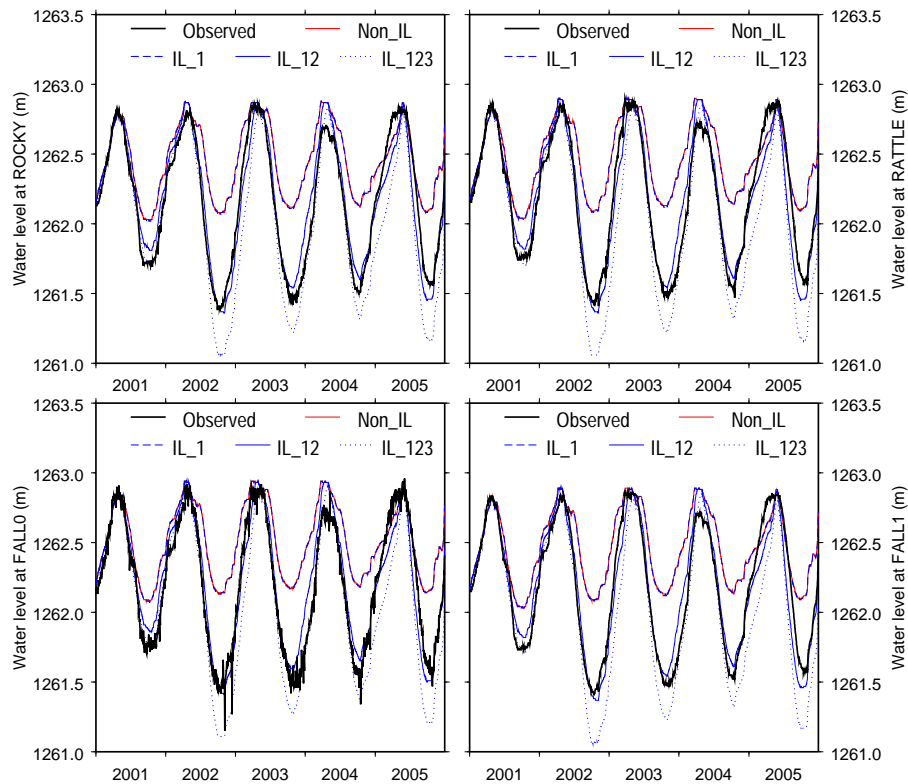 1263.5 1263.5
Observed Non_IL Observed Non_IL
IL_1 IL_12 IL_123 IL_1 IL_12 IL_123
1263.0 1263.0
1262.5 1262.5
1262.0 1262.0
1261.5 1261.5
1261.0 1261.0
Water level at ROCKY (m)
Water level at RATTLE (m)
2001 2002 2003 2004 2005 2001 2002 2003 2004 2005
1263.5 1263.5
Observed Non_IL Observed Non_IL
IL_1 IL_12 IL_123 IL_1 IL_12 IL_123
1263.0 1263.0
1262.5 1262.5
1262.0 1262.0
1261.5 1261.5
1261.0 1261.0
Water level at FALL0 (m)
Water level at FALL1 (m)
2001 2002 2003 2004 2005 2001 2002 2003 2004 2005